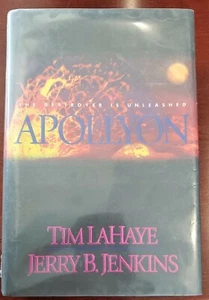 THE DESTROYER IS UNLEASHED
APOLLYON
TIM LAHAYE
JERRY B. JENKINS